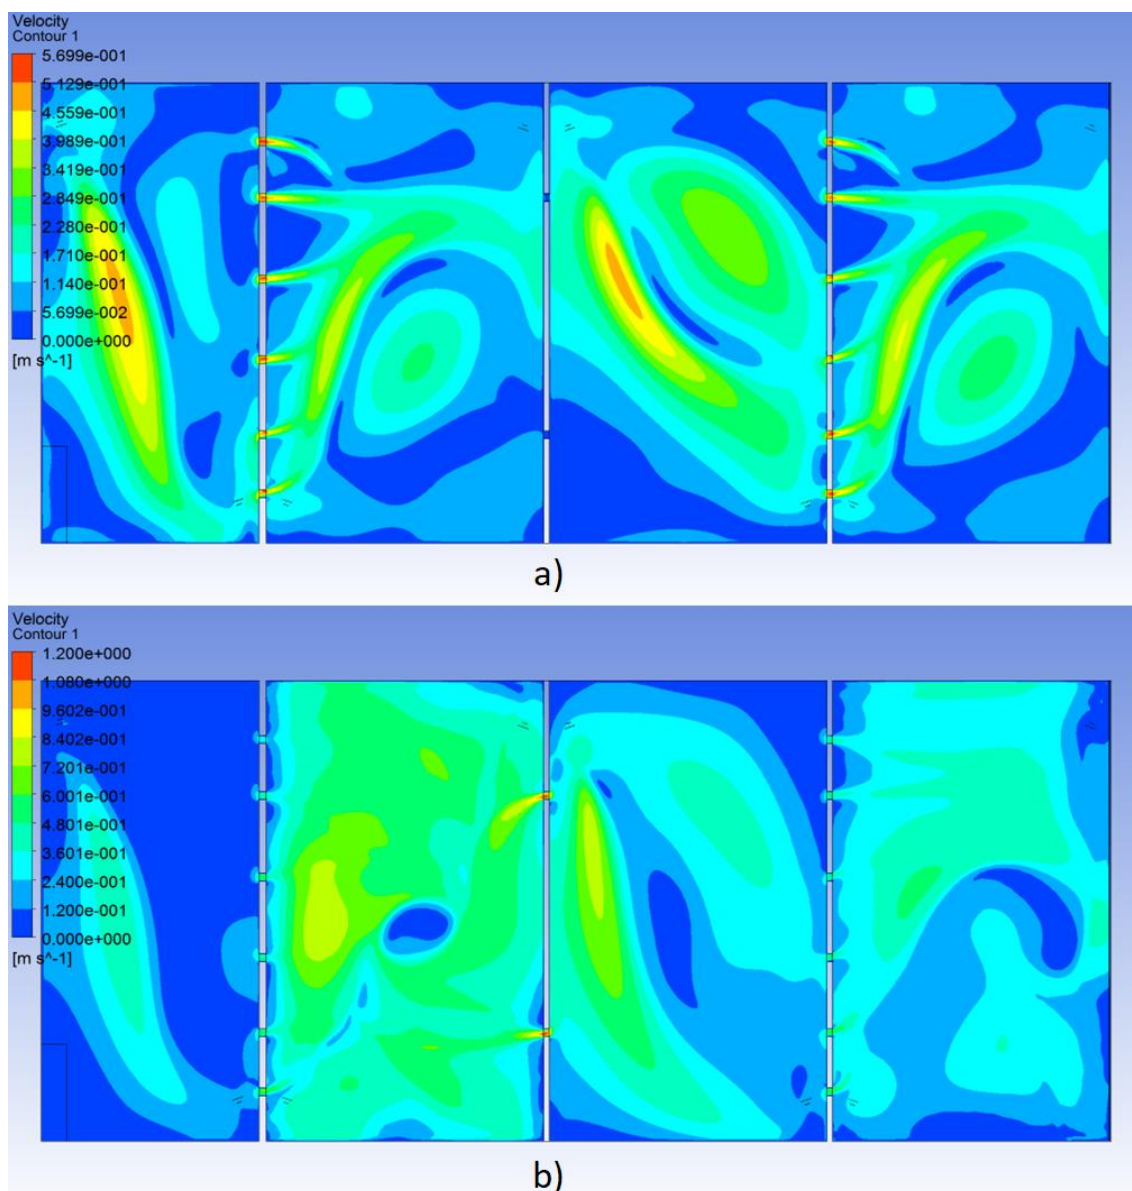 Velocity
Contour 1
5.699e-001
5.129e-001
4.559e-001
3.989e-001
3.419e-001
2.849e-001
2.280e-001
1.710e-001
1.140e-001
5.699e-002
0.000e+000
[m s^-1]
a)
Velocity
Contour 1
1.200e+000
1.080e+000
9.602e-001
8.402e-001
7.201e-001
6.001e-001
4.801e-001
3.601e-001
2.400e-001
1.200e-001
0.000e+000
[m s^-1]
b)